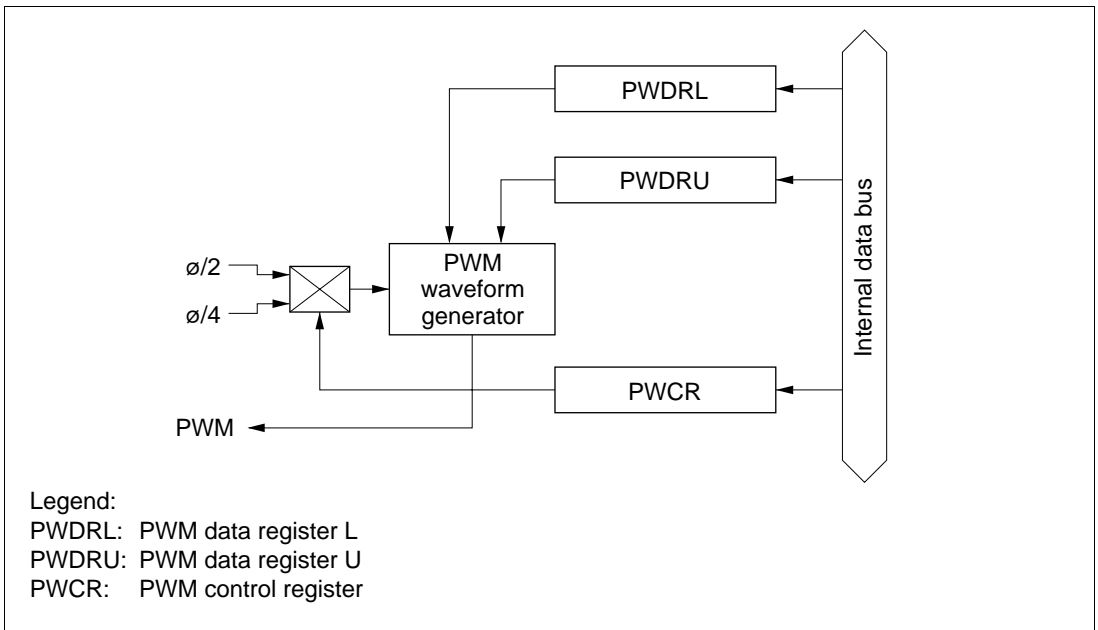 PWDRL
PWDRU
Internal data bus
ø/2
ø/4
PWM
waveform
generator
PWCR
PWM
Legend:
PWDRL: PWM data register L
PWDRU: PWM data register U
PWCR: PWM control register